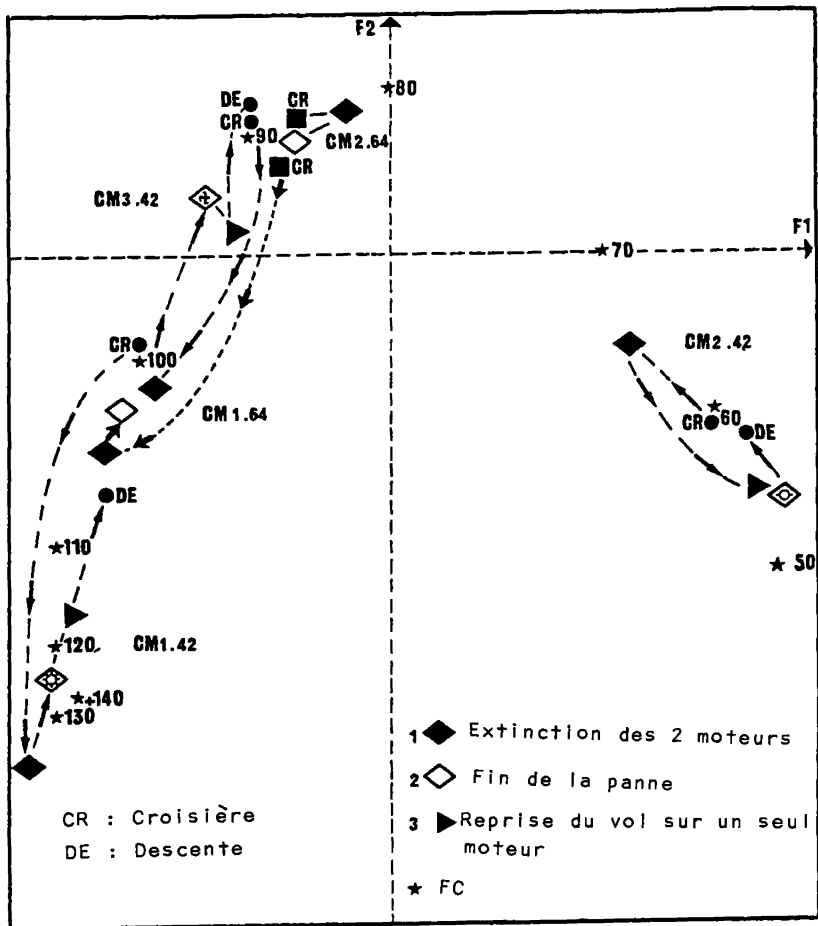 F2
80
DE
CR
CR
90
CM2.64
CR
CM3.42
F1
70
CR
100
CM2.42
60
CR
DE
CM1.64
DE
110
50
120
CM1.42
140
130
1 Extinction des 2 moteurs
2 Fin de la panne
CR : Croisière
3 Reprise du vol sur un seul
DE : Descente
moteur
FC